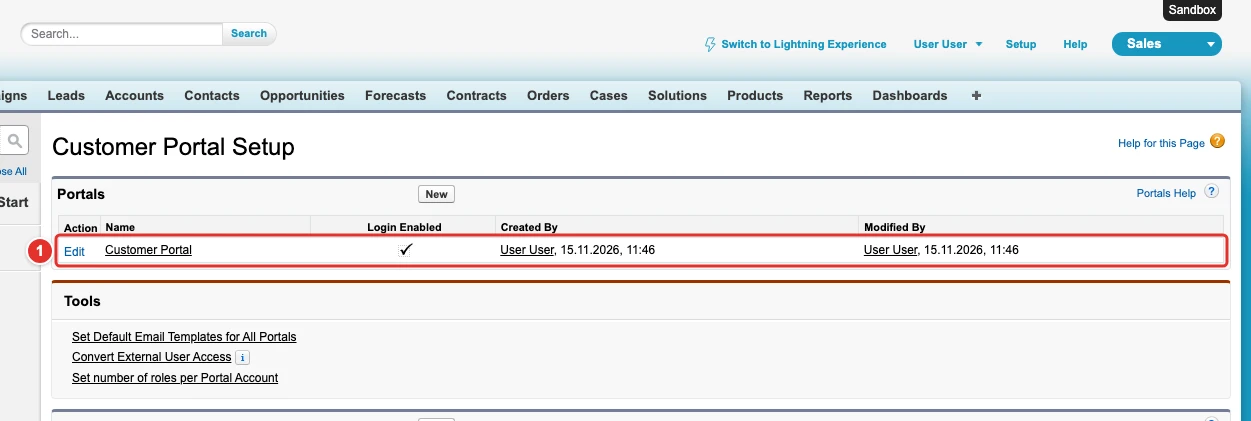 Sandbox
Search... Search
Switch to Lightning Experience User User Setup Help Sales
igns Leads Accounts Contacts Opportunities Forecasts Contracts Orders Cases Solutions Products Reports Dashboards +
Customer Portal Setup
Help for this Page ?
ose All
Start
Portals New Portals Help ?
Action Name Login Enabled Created By Modified By
1 Edit Customer Portal ✓ User User, 15.11.2026, 11:46 User User, 15.11.2026, 11:46
Tools
Set Default Email Templates for All Portals
Convert External User Access i
Set number of roles per Portal Account